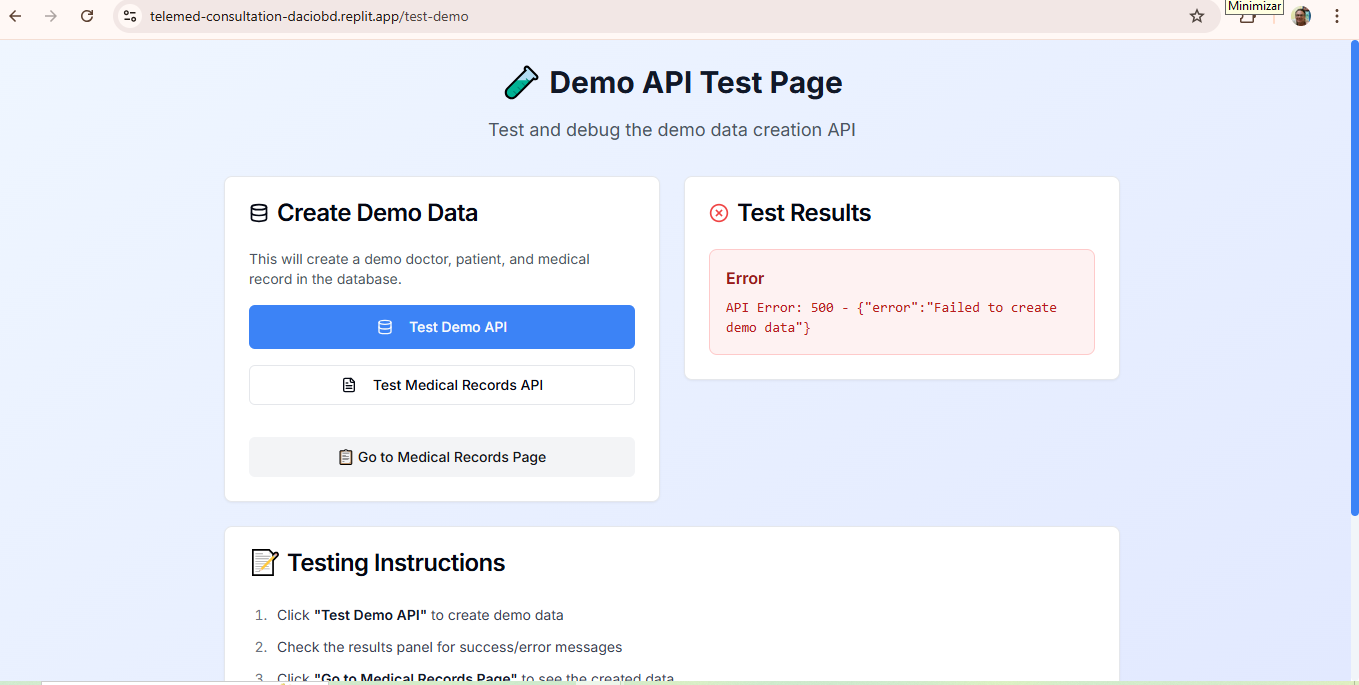 telemed-consultation-daciobd.replit.app/test-demo
Minimizar
Demo API Test Page
Test and debug the demo data creation API
Create Demo Data
This will create a demo doctor, patient, and medical
record in the database.
Test Demo API
Test Medical Records API
Go to Medical Records Page
Test Results
Error
API Error: 500 - {"error":"Failed to create
demo data"}
Testing Instructions
1. Click "Test Demo API" to create demo data
2. Check the results panel for success/error messages
3. Click "Go to Medical Records Page" to see the created data